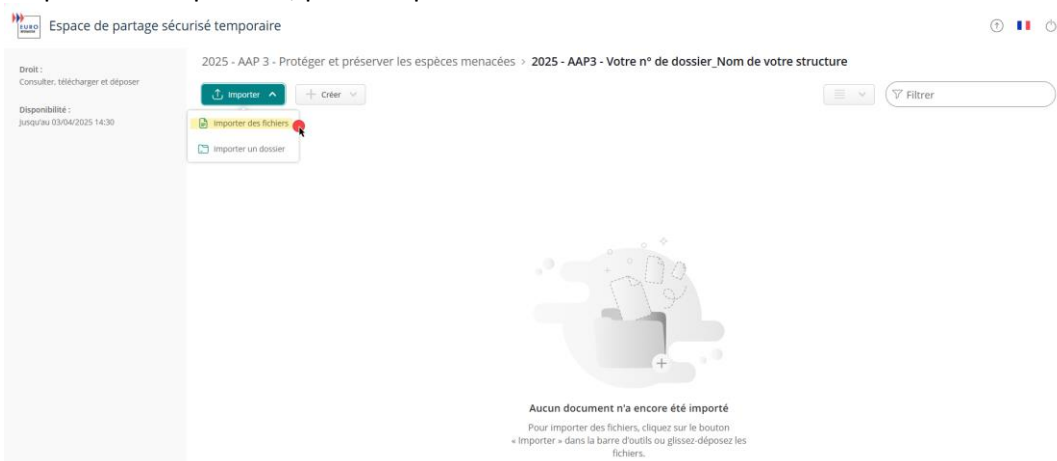 EURO
Espace de partage sécurisé temporaire
Droit :
Consulter, télécharger et déposer
Disponibilité :
Jusqu'au 03/04/2025 14:30
2025 - AAP 3 - Protéger et préserver les espèces menacées > 2025 - AAP3 - Votre n° de dossier_Nom de votre structure
Importer
Créer
Filtrer
Importer des fichiers
Importer un dossier
Aucun document n'a encore été importé
Pour importer des fichiers, cliquez sur le bouton
« Importer » dans la barre d'outils ou glissez-déposez les
fichiers.